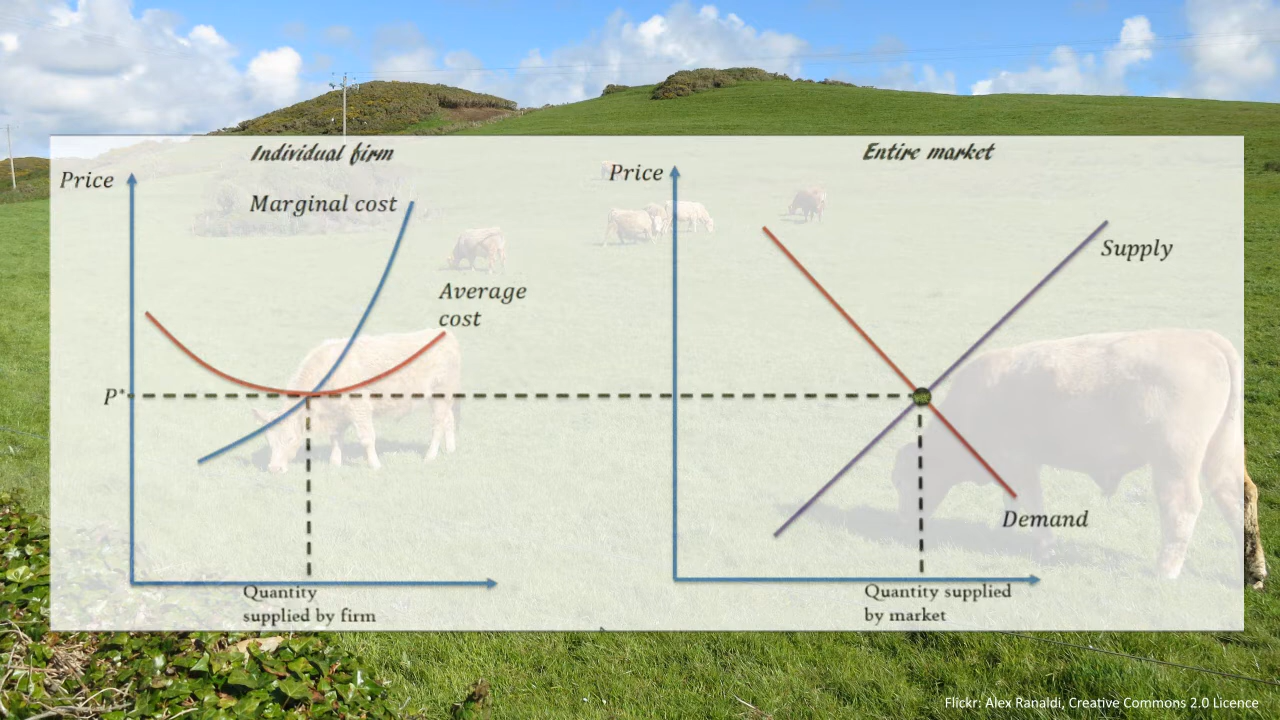 Individual firm
Price
Marginal cost
Average
cost
P*
Quantity
supplied by firm
Entire market
Price
Supply
Demand
Quantity supplied
by market
Flickr: Alex Ranaldi, Creative Commons 2.0 Licence